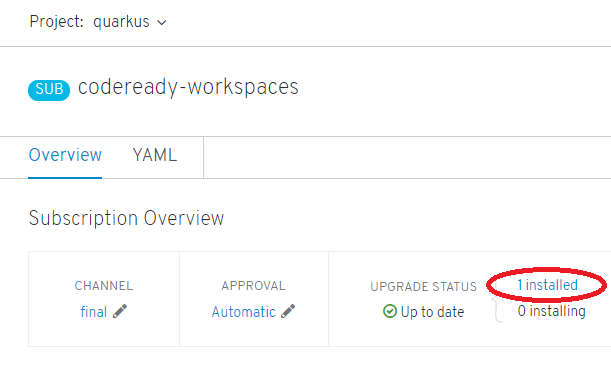 Project: quarkus
SUB codeready-workspaces
Overview YAML
Subscription Overview
CHANNEL APPROVAL UPGRADE STATUS 1 installed
final Automatic Up to date 0 installing